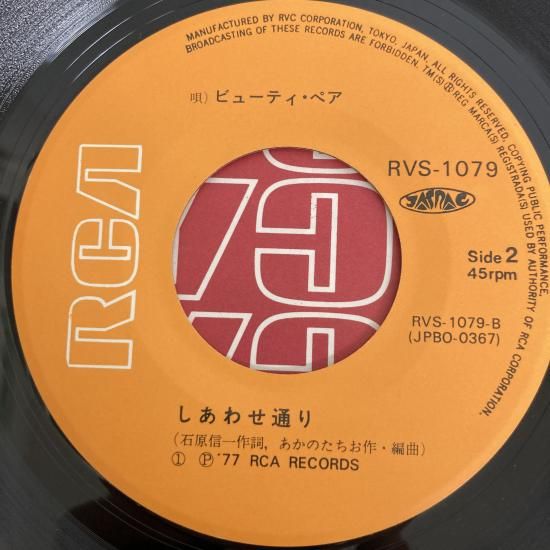 MANUFACTURED BY RVC CORPORATION, TOKYO, JAPAN, ALL RIGHTS RESERVED, COPYING PUBLIC PERFORMANCE,
BROADCASTING OF THESE RECORDS ARE FORBIDDEN. TM(S)ⓇREG MARCA(S) REGISTRADA(S) USED BY AUTHORITY OF RCA CORPORATION.
唄) ビューティ・ペア
RCA
RVS-1079
JASRAC
Side 2
45rpm
RVS-1079-B
(JPBO-0367)
しあわせ通り
(石原信一作詞, あかのたちお作・編曲)
① Ⓟ '77 RCA RECORDS